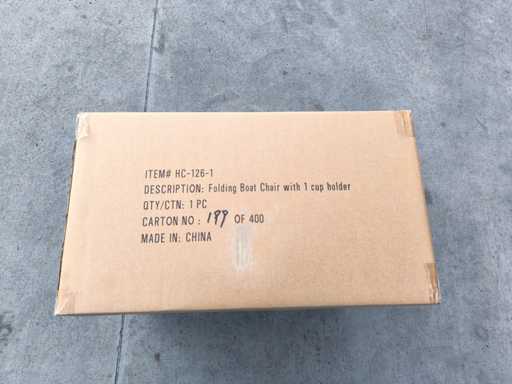 ITEM# HC-126-1
DESCRIPTION: Folding Boat Chair with 1 cup holder
QTY/CTN: 1 PC
CARTON NO : 199 OF 400
MADE IN: CHINA